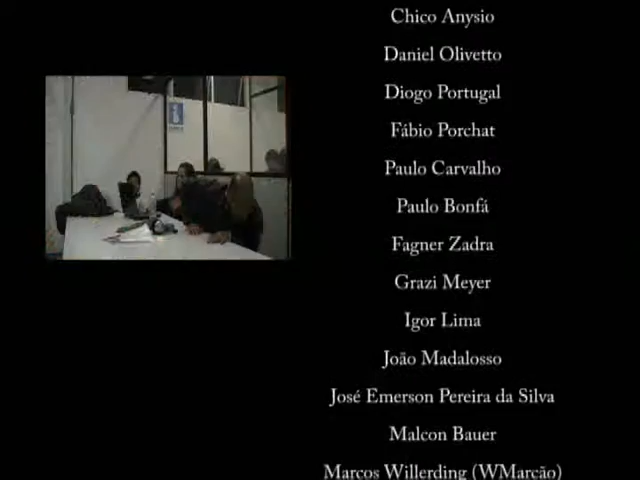 Chico Anysio
Daniel Olivetto
Diogo Portugal
Fábio Porchat
Paulo Carvalho
Paulo Bonfá
Fagner Zadra
Grazi Meyer
Igor Lima
João Madalosso
José Emerson Pereira da Silva
Malcon Bauer
Marcos Willerding (WMarcão)